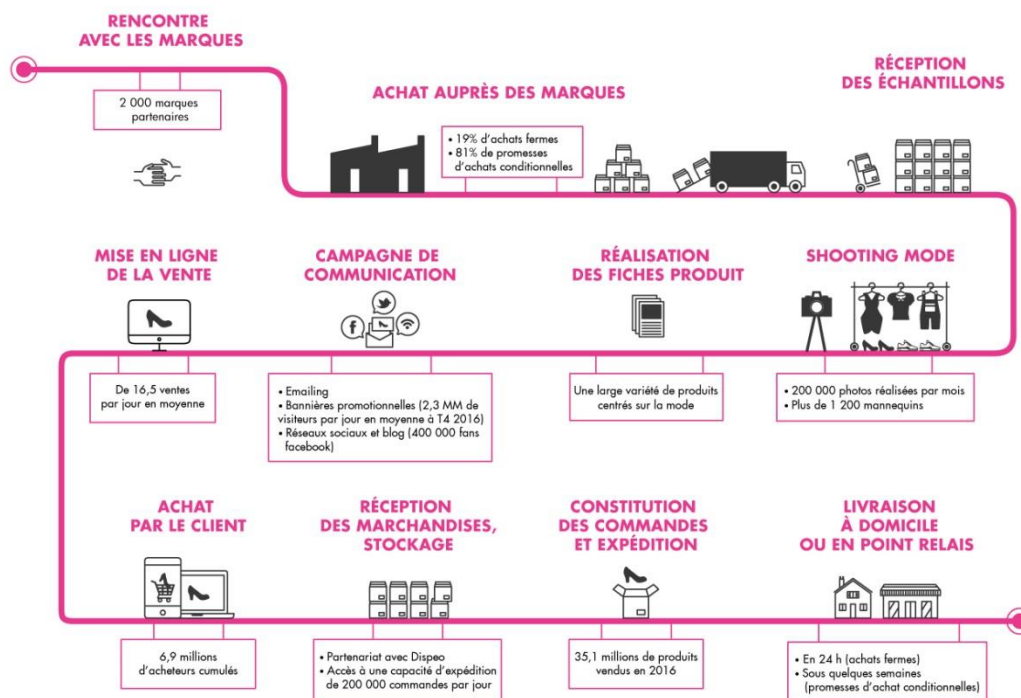 RENCONTRE
AVEC LES MARQUES
2 000 marques
partenaires
ACHAT AUPRÈS DES MARQUES
• 19% d'achats fermes
• 81% de promesses
d'achats conditionnelles
RÉCEPTION
DES ÉCHANTILLONS
MISE EN LIGNE
DE LA VENTE
De 16,5 ventes
par jour en moyenne
CAMPAGNE DE
COMMUNICATION
f
• Emailing
• Bannières promotionnelles (2,3 MM de
visiteurs par jour en moyenne à T4 2016)
• Réseaux sociaux et blog (400 000 fans
facebook)
RÉALISATION
DES FICHES PRODUIT
Une large variété de produits
centrés sur la mode
SHOOTING MODE
• 200 000 photos réalisées par mois
• Plus de 1 200 mannequins
ACHAT
PAR LE CLIENT
6,9 millions
d'acheteurs cumulés
RÉCEPTION
DES MARCHANDISES,
STOCKAGE
• Partenariat avec Dispeo
• Accès à une capacité d'expédition
de 200 000 commandes par jour
CONSTITUTION
DES COMMANDES
ET EXPÉDITION
35,1 millions de produits
vendus en 2016
LIVRAISON
À DOMICILE
OU EN POINT RELAIS
• En 24 h (achats fermes)
• Sous quelques semaines
(promesses d'achat conditionnelles)